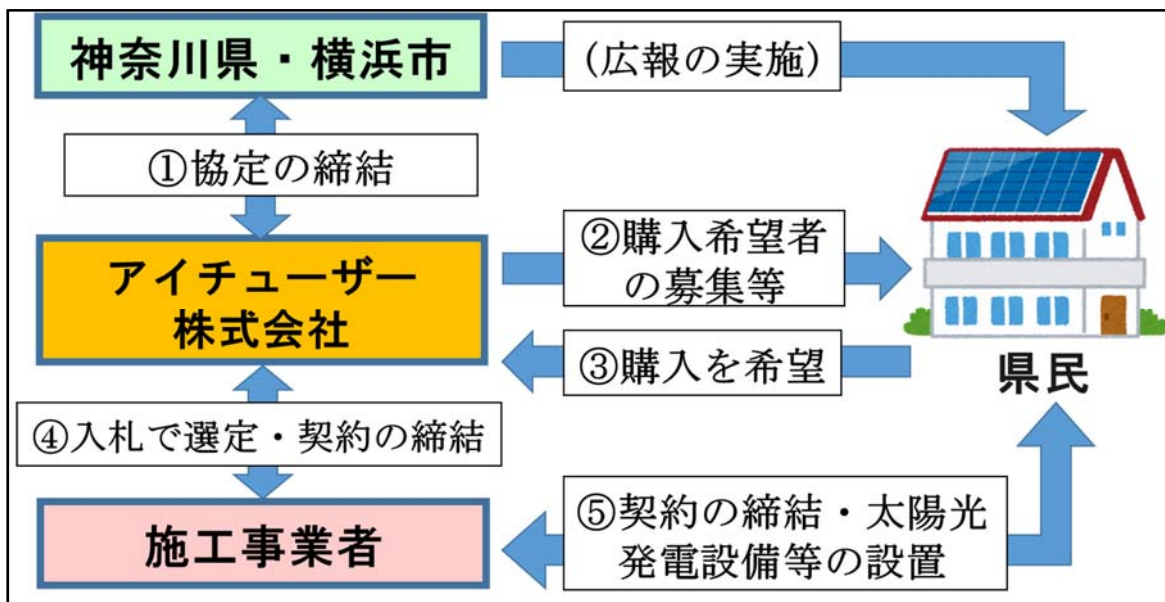 神奈川県・横浜市
(広報の実施)
①協定の締結
アイチューザー
株式会社
②購入希望者
の募集等
③購入を希望
県民
④入札で選定・契約の締結
施工事業者
⑤契約の締結・太陽光
発電設備等の設置